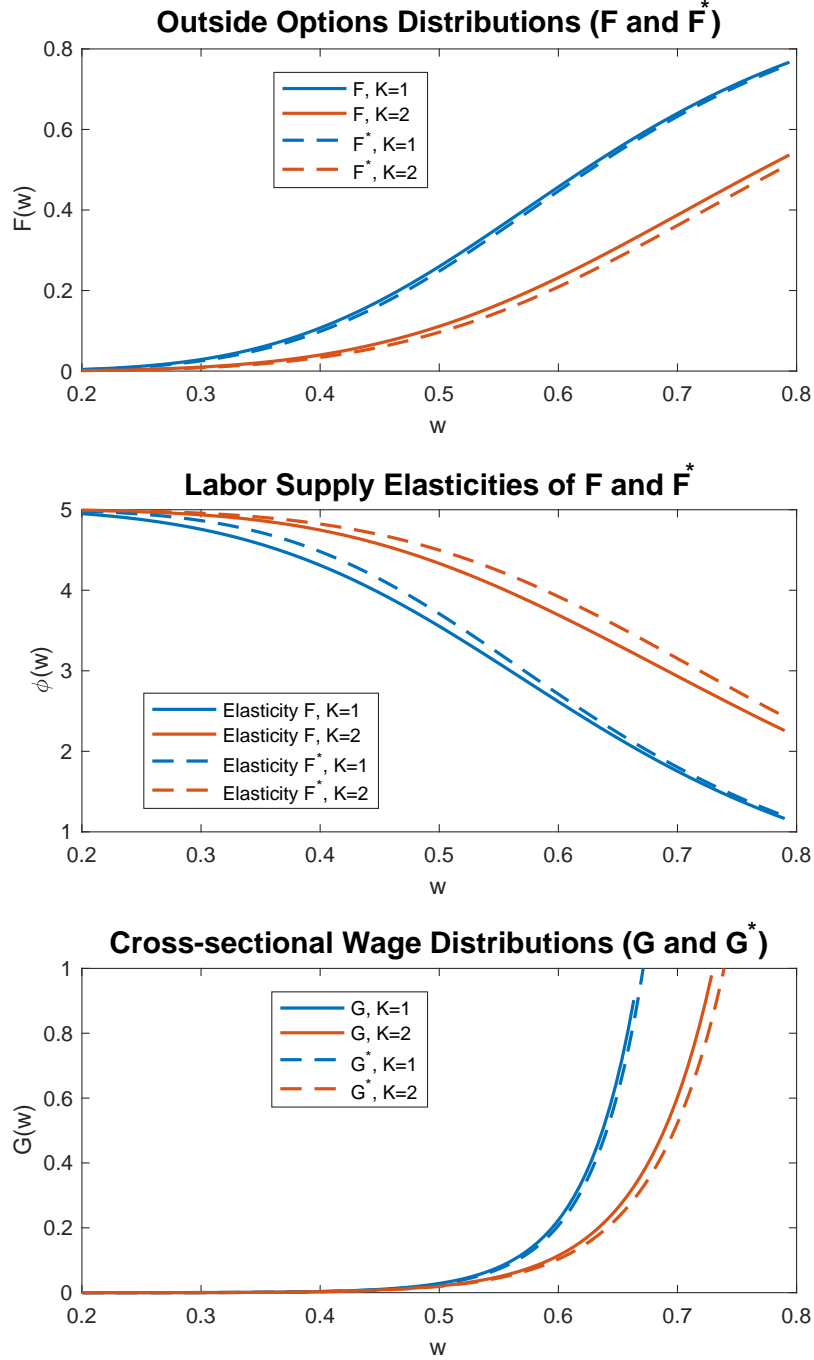 Outside Options Distributions (F and F*)
F(w)
0.8
0.6
0.4
0.2
0
F, K=1
F, K=2
F*, K=1
F*, K=2
0.2 0.3 0.4 0.5 0.6 0.7 0.8
w
Labor Supply Elasticities of F and F*
ϕ(w)
5
4
3
2
1
Elasticity F, K=1
Elasticity F, K=2
Elasticity F*, K=1
Elasticity F*, K=2
0.2 0.3 0.4 0.5 0.6 0.7 0.8
w
Cross-sectional Wage Distributions (G and G*)
G(w)
1
0.8
0.6
0.4
0.2
0
G, K=1
G, K=2
G*, K=1
G*, K=2
0.2 0.3 0.4 0.5 0.6 0.7 0.8
w